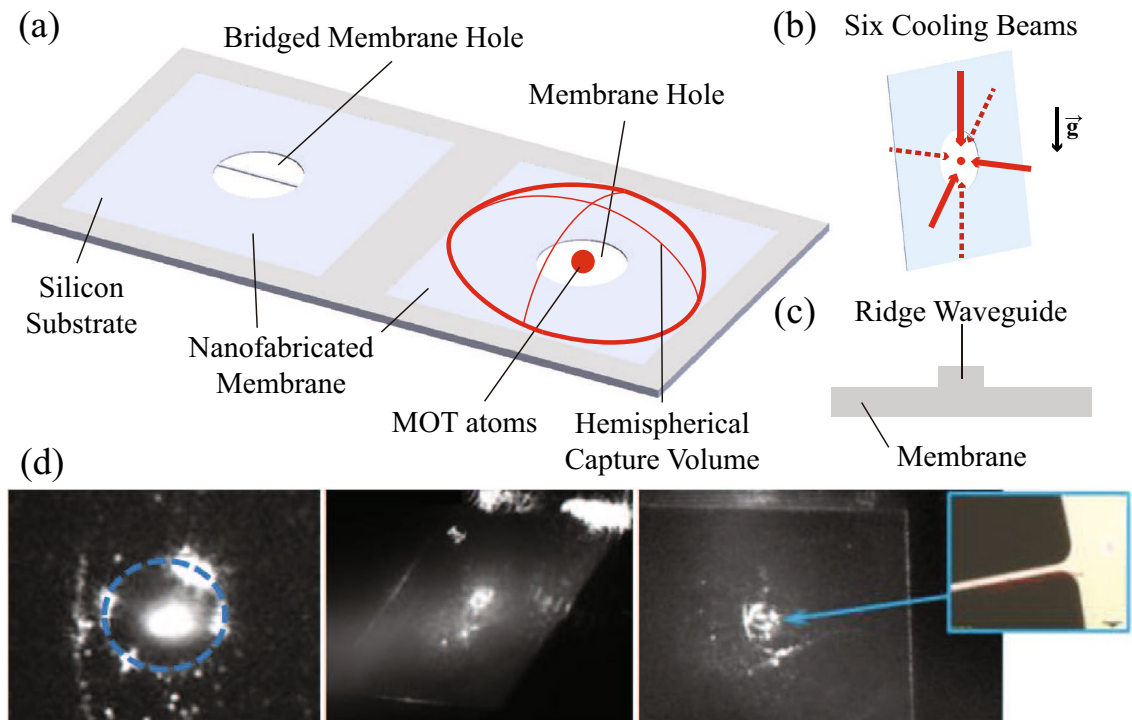 (a)
Bridged Membrane Hole
Membrane Hole
Silicon
Substrate
Nanofabricated
Membrane
MOT atoms
Hemispherical
Capture Volume
(b)
Six Cooling Beams
g
(c)
Ridge Waveguide
Membrane
(d)